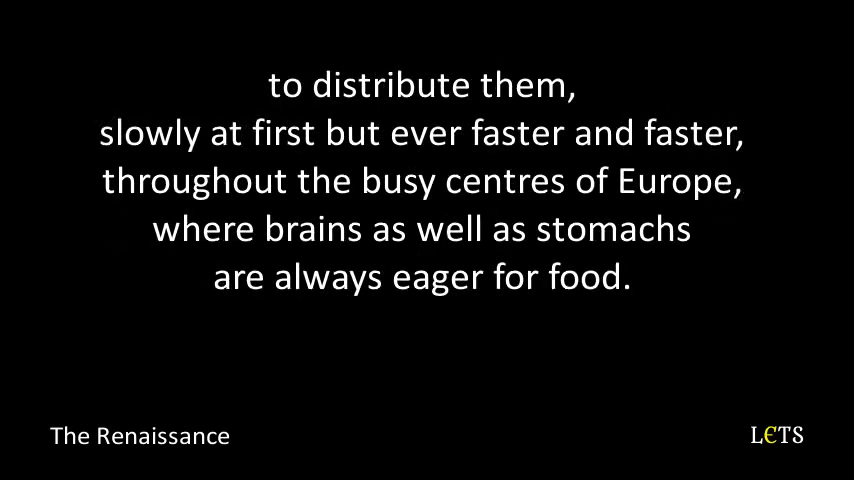 to distribute them,
slowly at first but ever faster and faster,
throughout the busy centres of Europe,
where brains as well as stomachs
are always eager for food.
The Renaissance
LЄTS